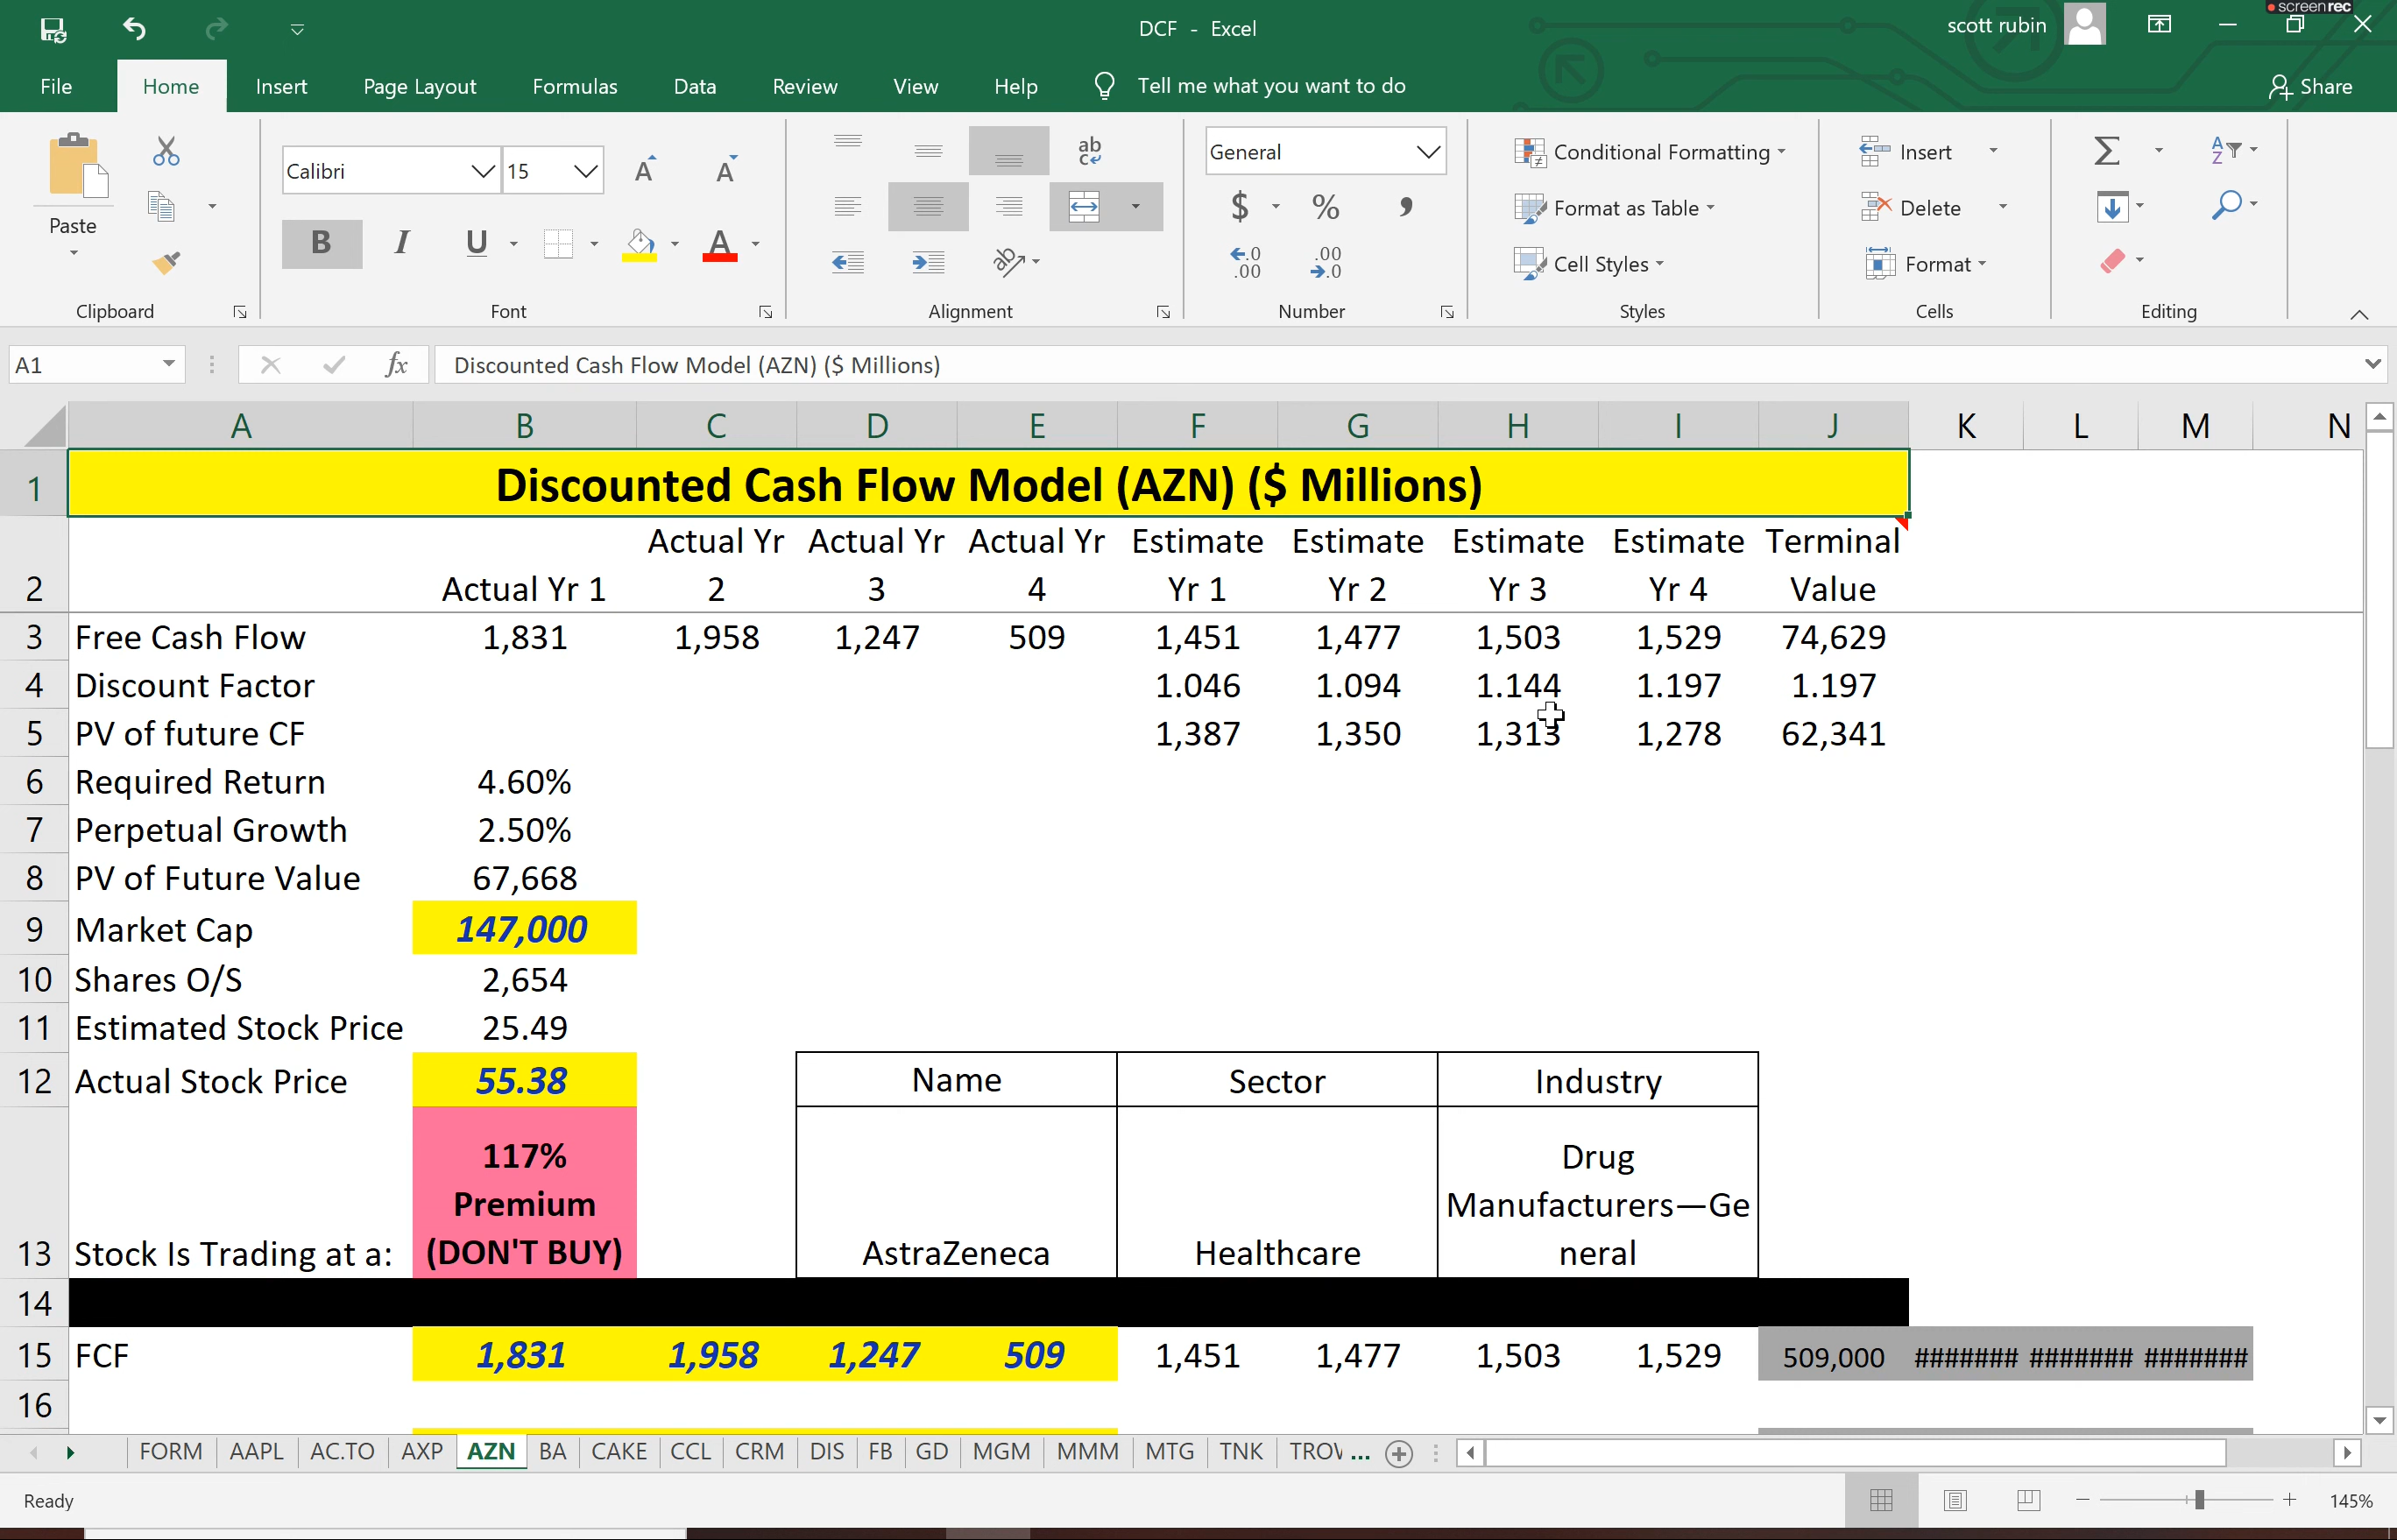 screenrec
DCF - Excel
scott rubin
File Home Insert Page Layout Formulas Data Review View Help Tell me what you want to do Share
Paste
Calibri 15
B I U A
ab
General
$ % ,
Conditional Formatting
Format as Table
Cell Styles
Insert
Delete
Format
Clipboard Font Alignment Number Styles Cells Editing
A1 fx Discounted Cash Flow Model (AZN) ($ Millions)
A B C D E F G H I J K L M N
1 Discounted Cash Flow Model (AZN) ($ Millions)
Actual Yr Actual Yr Actual Yr Estimate Estimate Estimate Estimate Terminal
2 Actual Yr 1 2 3 4 Yr 1 Yr 2 Yr 3 Yr 4 Value
3 Free Cash Flow 1,831 1,958 1,247 509 1,451 1,477 1,503 1,529 74,629
4 Discount Factor 1.046 1.094 1.144 1.197 1.197
5 PV of future CF 1,387 1,350 1,313 1,278 62,341
6 Required Return 4.60%
7 Perpetual Growth 2.50%
8 PV of Future Value 67,668
9 Market Cap 147,000
10 Shares O/S 2,654
11 Estimated Stock Price 25.49
12 Actual Stock Price 55.38 Name Sector Industry
117% Drug
Premium Manufacturers—Ge
13 Stock Is Trading at a: (DON'T BUY) AstraZeneca Healthcare neral
14
15 FCF 1,831 1,958 1,247 509 1,451 1,477 1,503 1,529 509,000 ####### ####### #######
16
FORM AAPL AC.TO AXP AZN BA CAKE CCL CRM DIS FB GD MGM MMM MTG TNK TROV ...
Ready 145%